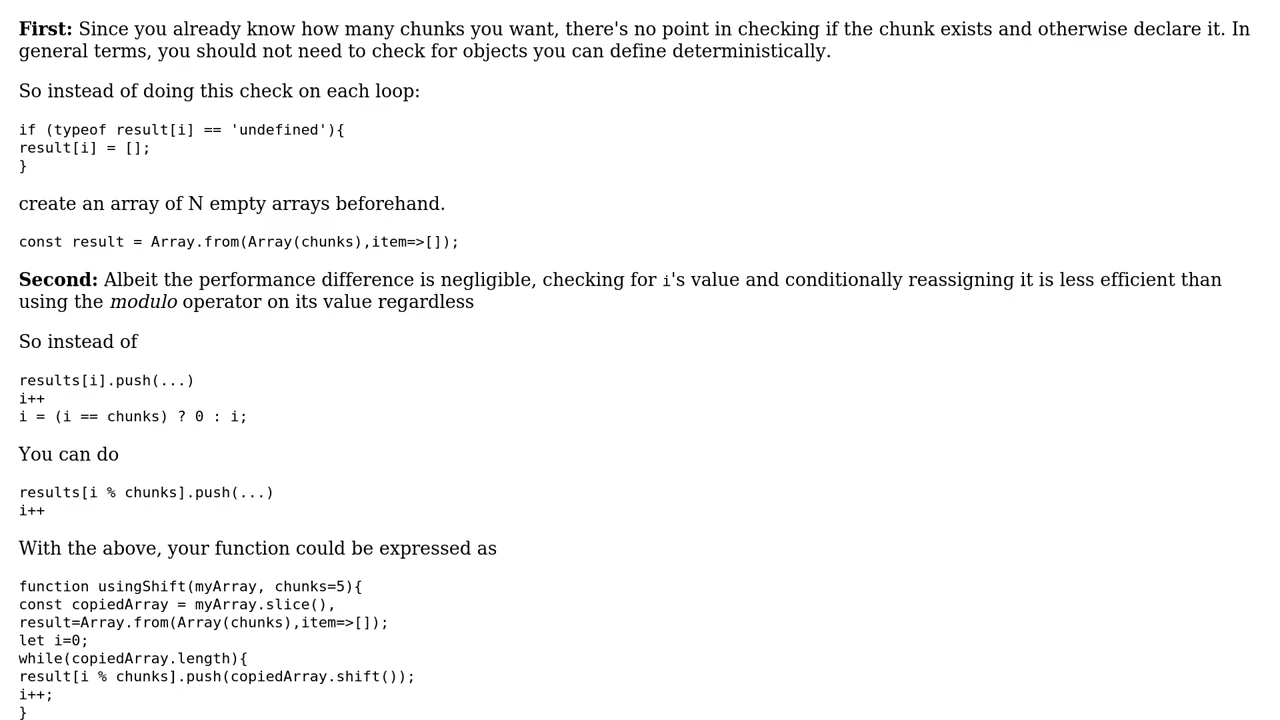 First: Since you already know how many chunks you want, there's no point in checking if the chunk exists and otherwise declare it. In
general terms, you should not need to check for objects you can define deterministically.
So instead of doing this check on each loop:
if (typeof result[i] == 'undefined'){
result[i] = [];
}
create an array of N empty arrays beforehand.
const result = Array.from(Array(chunks),item=>[]);
Second: Albeit the performance difference is negligible, checking for i's value and conditionally reassigning it is less efficient than
using the modulo operator on its value regardless
So instead of
results[i].push(...)
i++
i = (i == chunks) ? 0 : i;
You can do
results[i % chunks].push(...)
i++
With the above, your function could be expressed as
function usingShift(myArray, chunks=5){
const copiedArray = myArray.slice(),
result=Array.from(Array(chunks),item=>[]);
let i=0;
while(copiedArray.length){
result[i % chunks].push(copiedArray.shift());
i++;
}